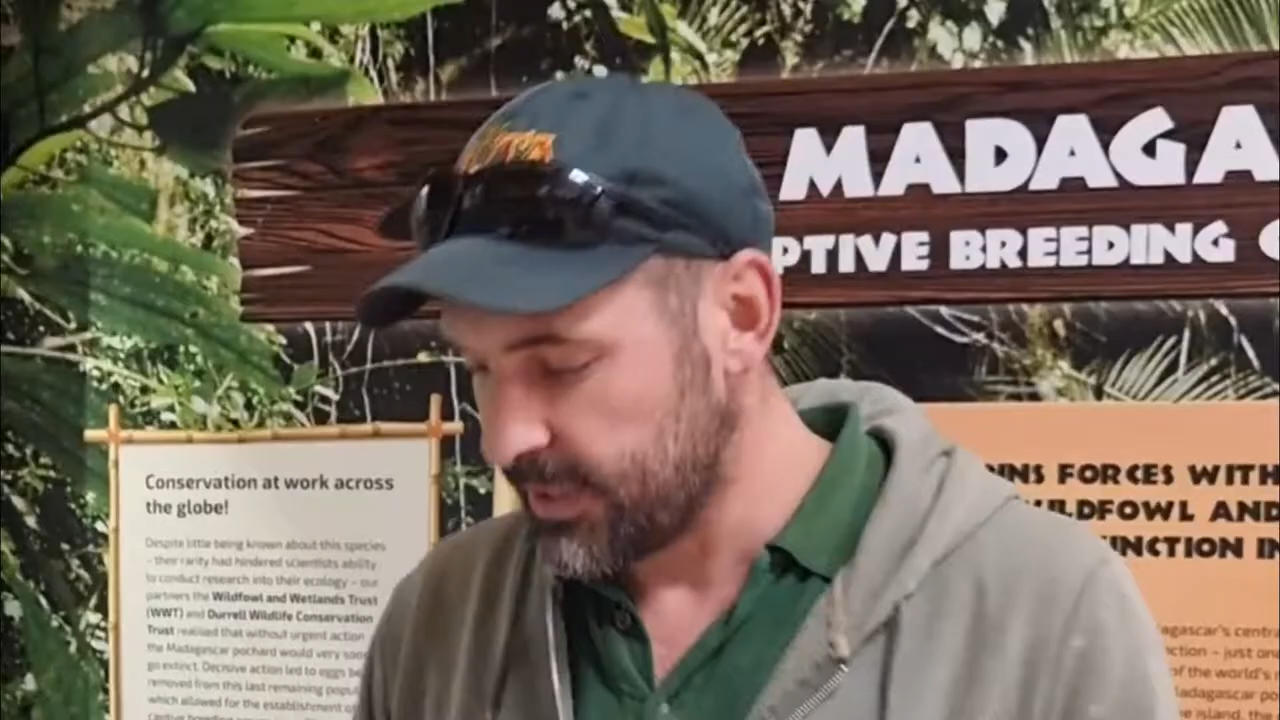 MADAGA
PTIVE BREEDING
Conservation at work across
the globe!
Despite little being known about this species
– their rarity had hindered scientists ability
to conduct research into their ecology – our
partners the Wildfowl and Wetlands Trust
(WWT) and Durrell Wildlife Conservation
Trust realised that without urgent action
the Madagascar pochard would very soo
go extinct. Decisive action led to eggs be
removed from this last remaining popul
which allowed for the establishment of
INS FORCES WITH
ILDFOWL AND
INCTION IN
agascar's centra
nction – just one
of the world's
adagascar po
island, the